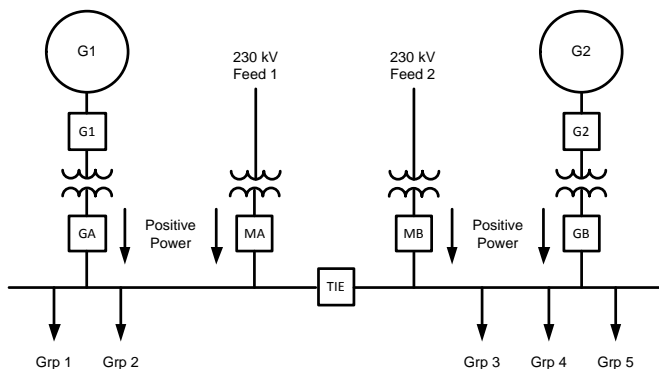 G1
230 kV
Feed 1
230 kV
Feed 2
G2
G1
G2
GA
Positive
Power
MA
MB
Positive
Power
GB
TIE
Grp 1
Grp 2
Grp 3
Grp 4
Grp 5